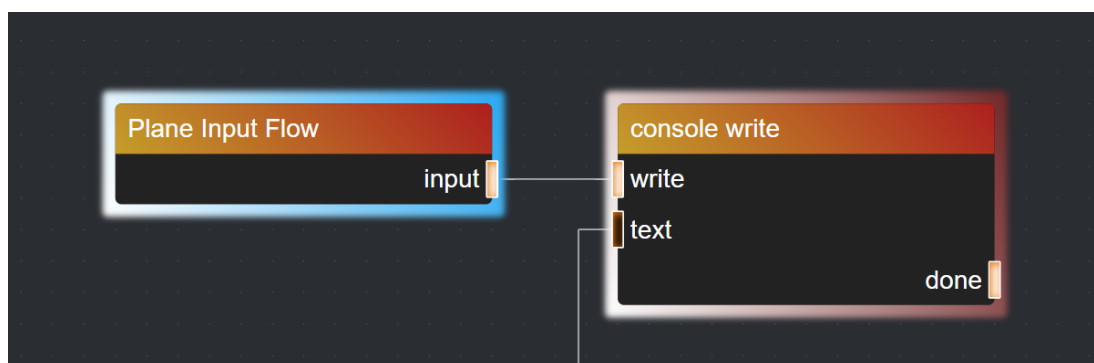 Plane Input Flow
input
console write
write
text
done